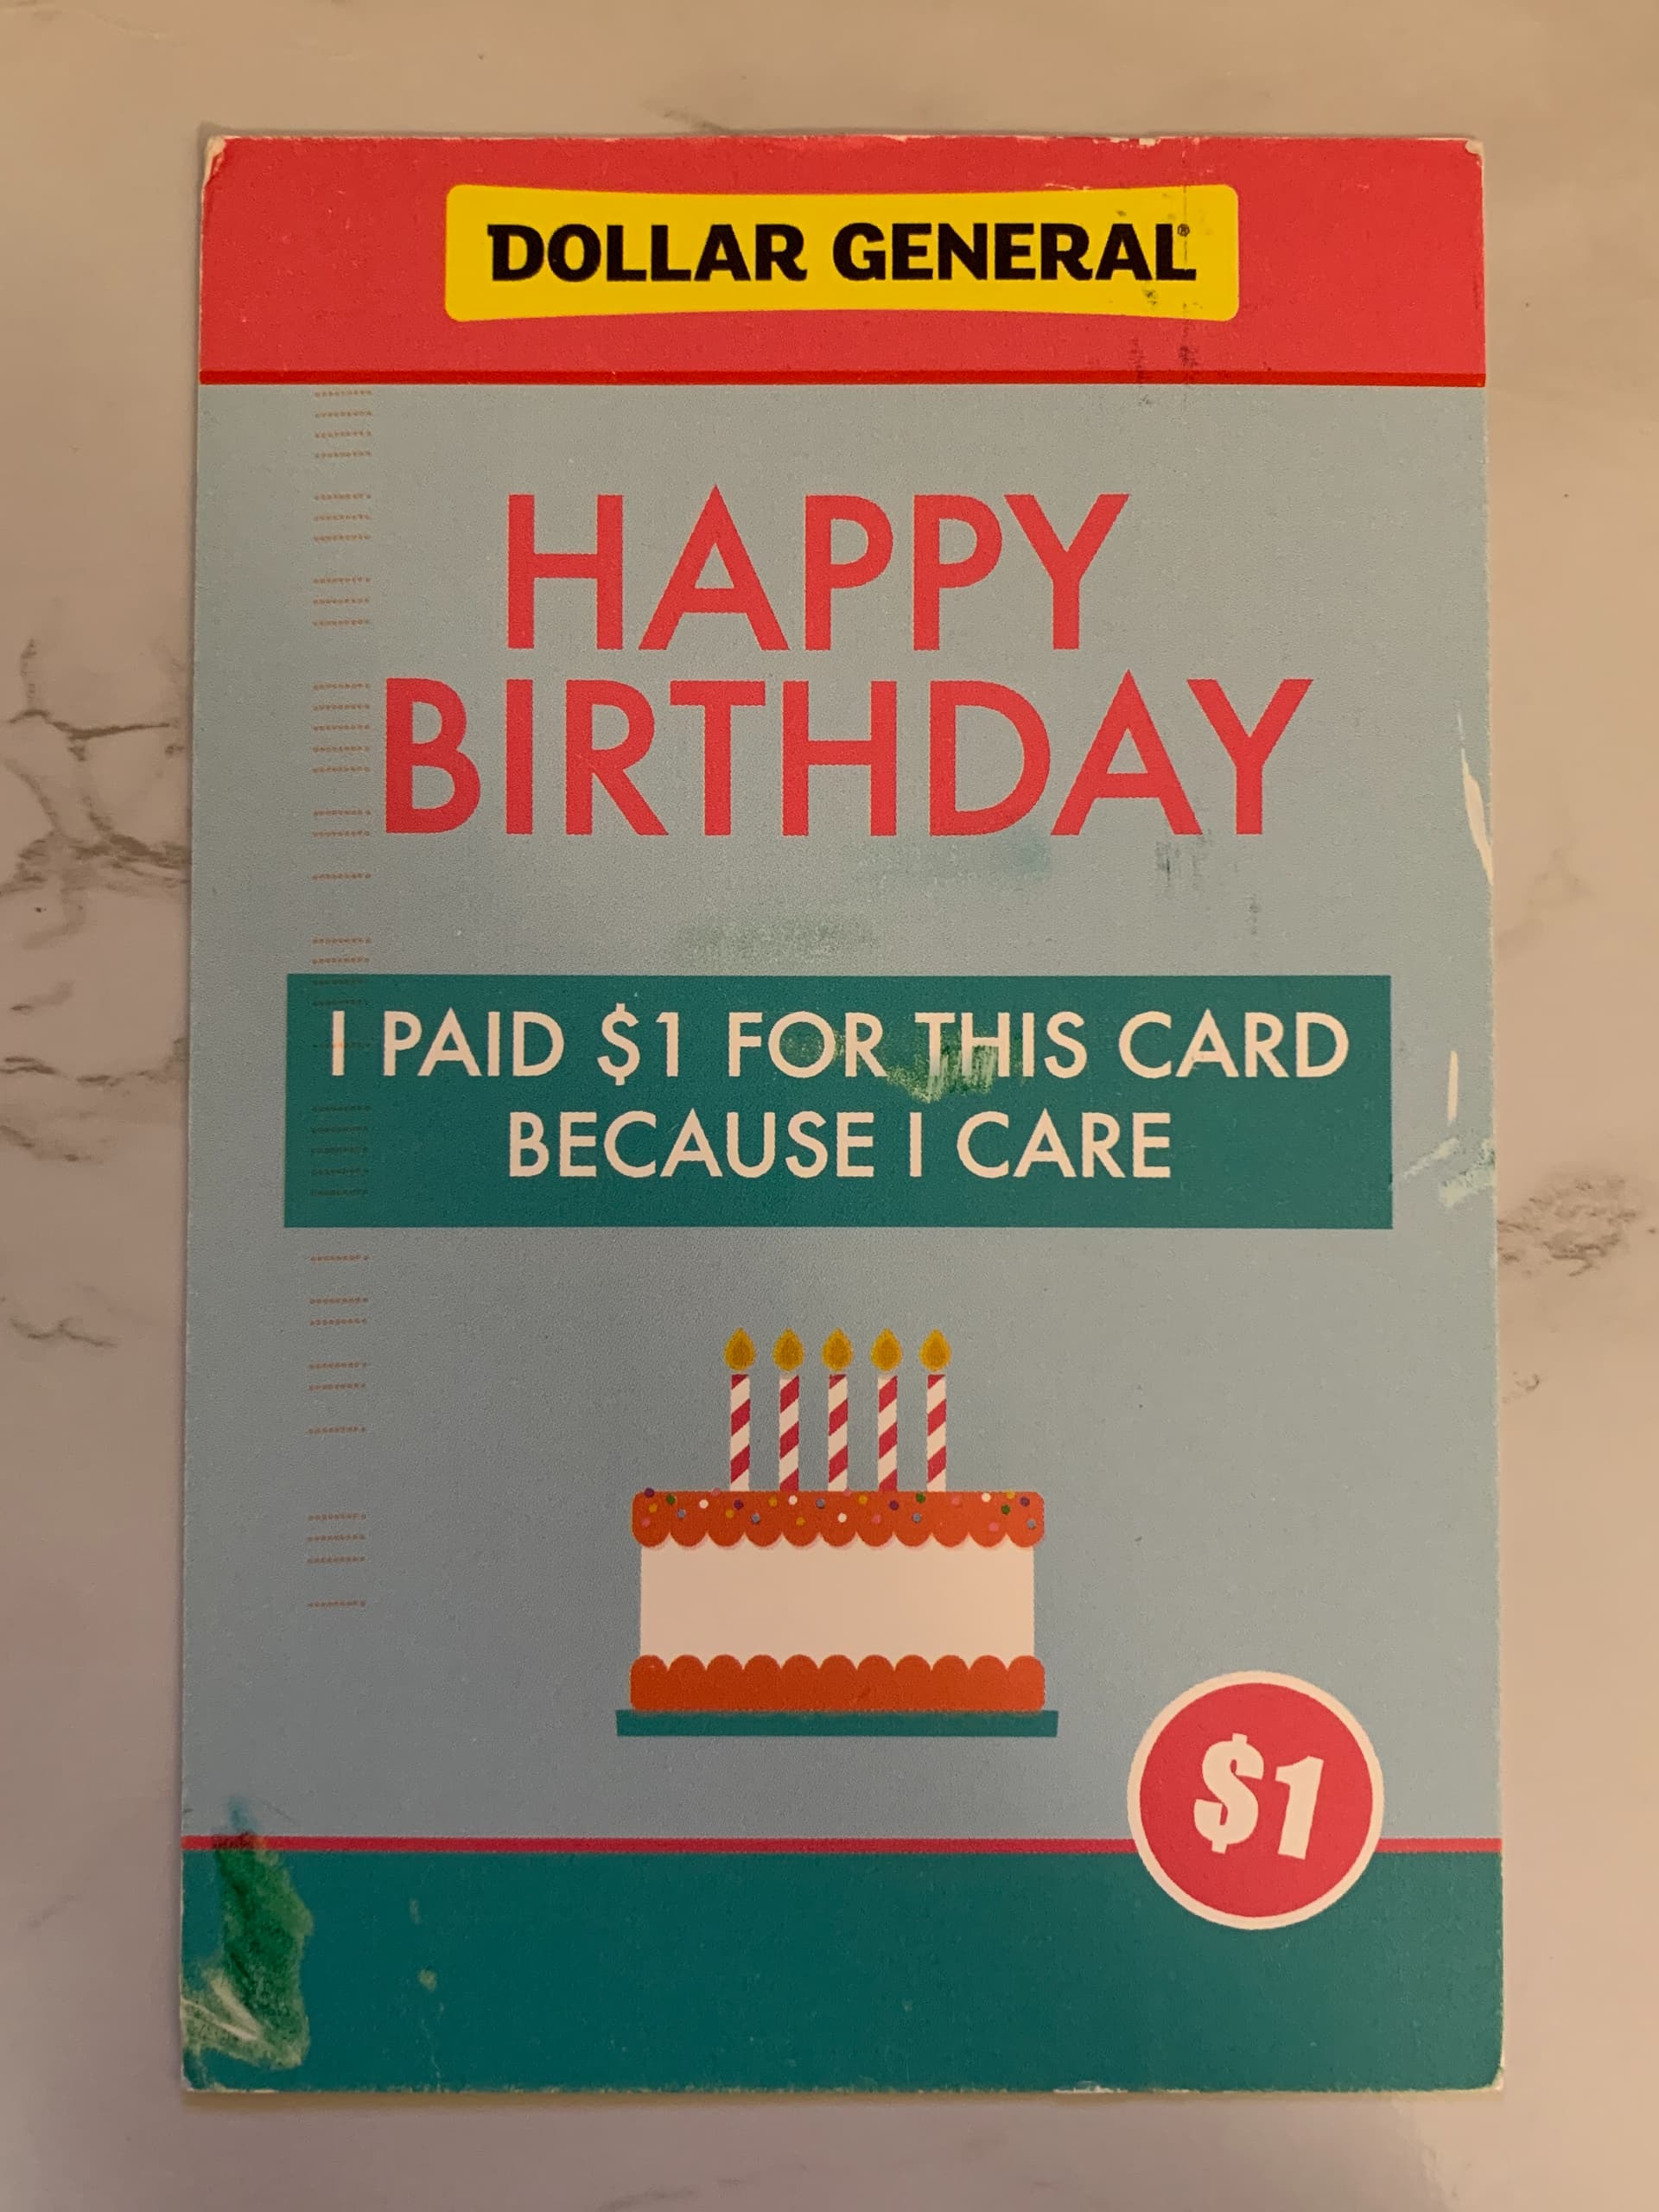 DOLLAR GENERAL®
HAPPY
BIRTHDAY
I PAID $1 FOR THIS CARD
BECAUSE I CARE
$1